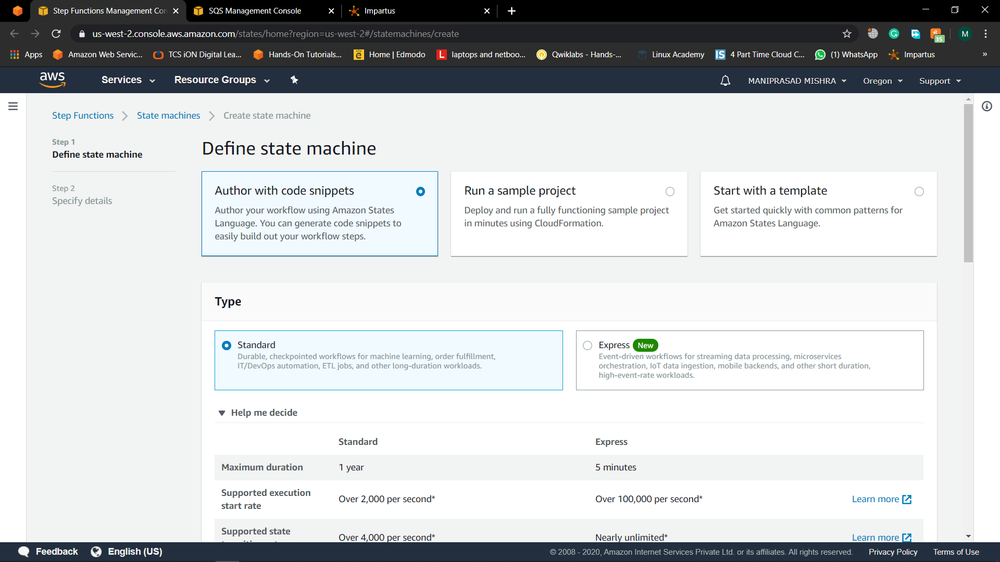 Step Functions Management Con
SQS Management Console
Impartus
us-west-2.console.aws.amazon.com/states/home?region=us-west-2#/statemachines/create
35
M
Apps
Amazon Web Servic...
TCS iON Digital Lea...
Hands-On Tutorials...
Home | Edmodo
L
laptops and netboo...
Qwiklabs - Hands-...
Linux Academy
IS
4 Part Time Cloud C...
(1) WhatsApp
Impartus
»
aws
Services
Resource Groups
MANIPRASAD MISHRA
Oregon
Support
Step Functions
State machines
Create state machine
Step 1
Define state machine
Step 2
Specify details
Define state machine
Author with code snippets
Author your workflow using Amazon States
Language. You can generate code snippets to
easily build out your workflow steps.
Run a sample project
Deploy and run a fully functioning sample project
in minutes using CloudFormation.
Start with a template
Get started quickly with common patterns for
Amazon States Language.
Type
Standard
Durable, checkpointed workflows for machine learning, order fulfillment,
IT/DevOps automation, ETL jobs, and other long-duration workloads.
Express New
Event-driven workflows for streaming data processing, microservices
orchestration, IoT data ingestion, mobile backends, and other short duration,
high-event-rate workloads.
Help me decide
Standard Express
Maximum duration 1 year 5 minutes
Supported execution
start rate
Over 2,000 per second* Over 100,000 per second* Learn more
Supported state
Over 4,000 per second* Nearly unlimited* Learn more
Feedback
English (US)
© 2008 - 2020, Amazon Internet Services Private Ltd. or its affiliates. All rights reserved.
Privacy Policy
Terms of Use